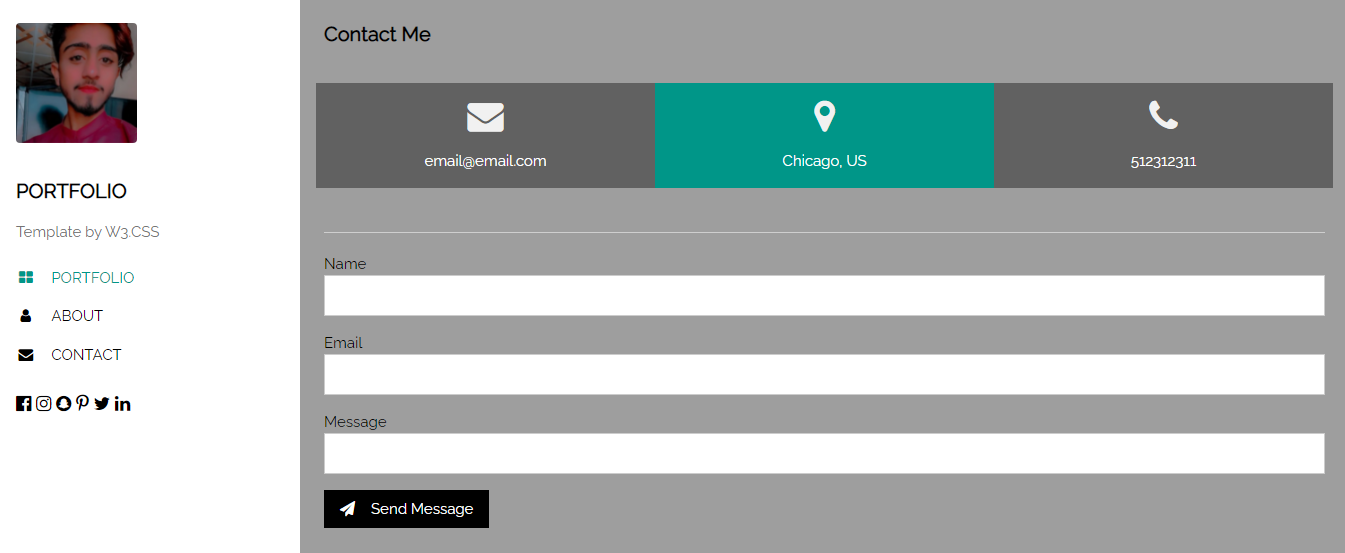 PORTFOLIO
Template by W3.CSS
PORTFOLIO
ABOUT
CONTACT
Contact Me
email@email.com
Chicago, US
512312311
Name
Email
Message
Send Message